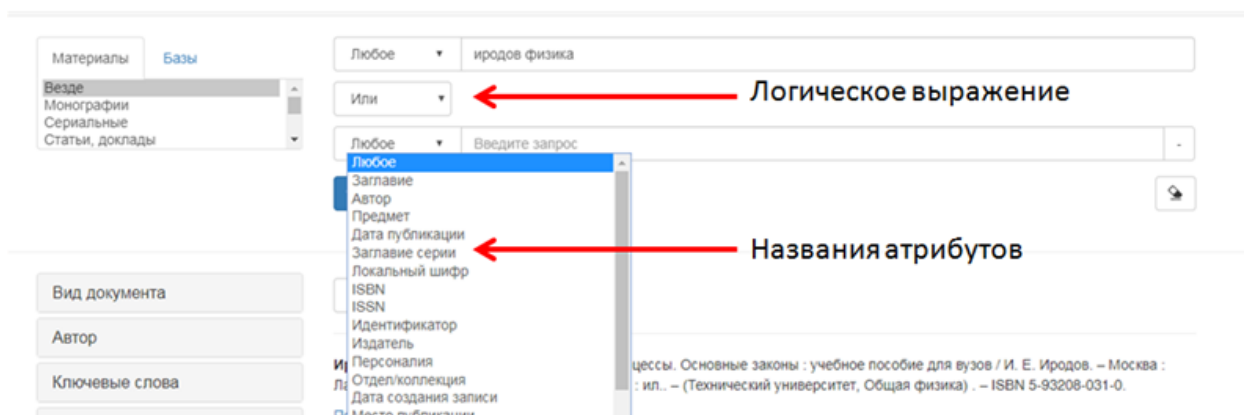 Материалы Базы
Везде
Монографии
Сериальные
Статьи, доклады
Любое иродов физика
Или
Логическое выражение
Любое Введите запрос -
Любое
Заглавие
Автор
Предмет
Дата публикации
Заглавие серии
Названия атрибутов
Локальный шифр
ISBN
ISSN
Идентификатор
Издатель
Персоналия
Отдел/коллекция
Дата создания записи
Место публикации
Вид документа
Автор
Ключевые слова
цессы. Основные законы : учебное пособие для вузов / И. Е. Иродов. – Москва :
: ил.. – (Технический университет, Общая физика) . – ISBN 5-93208-031-0.